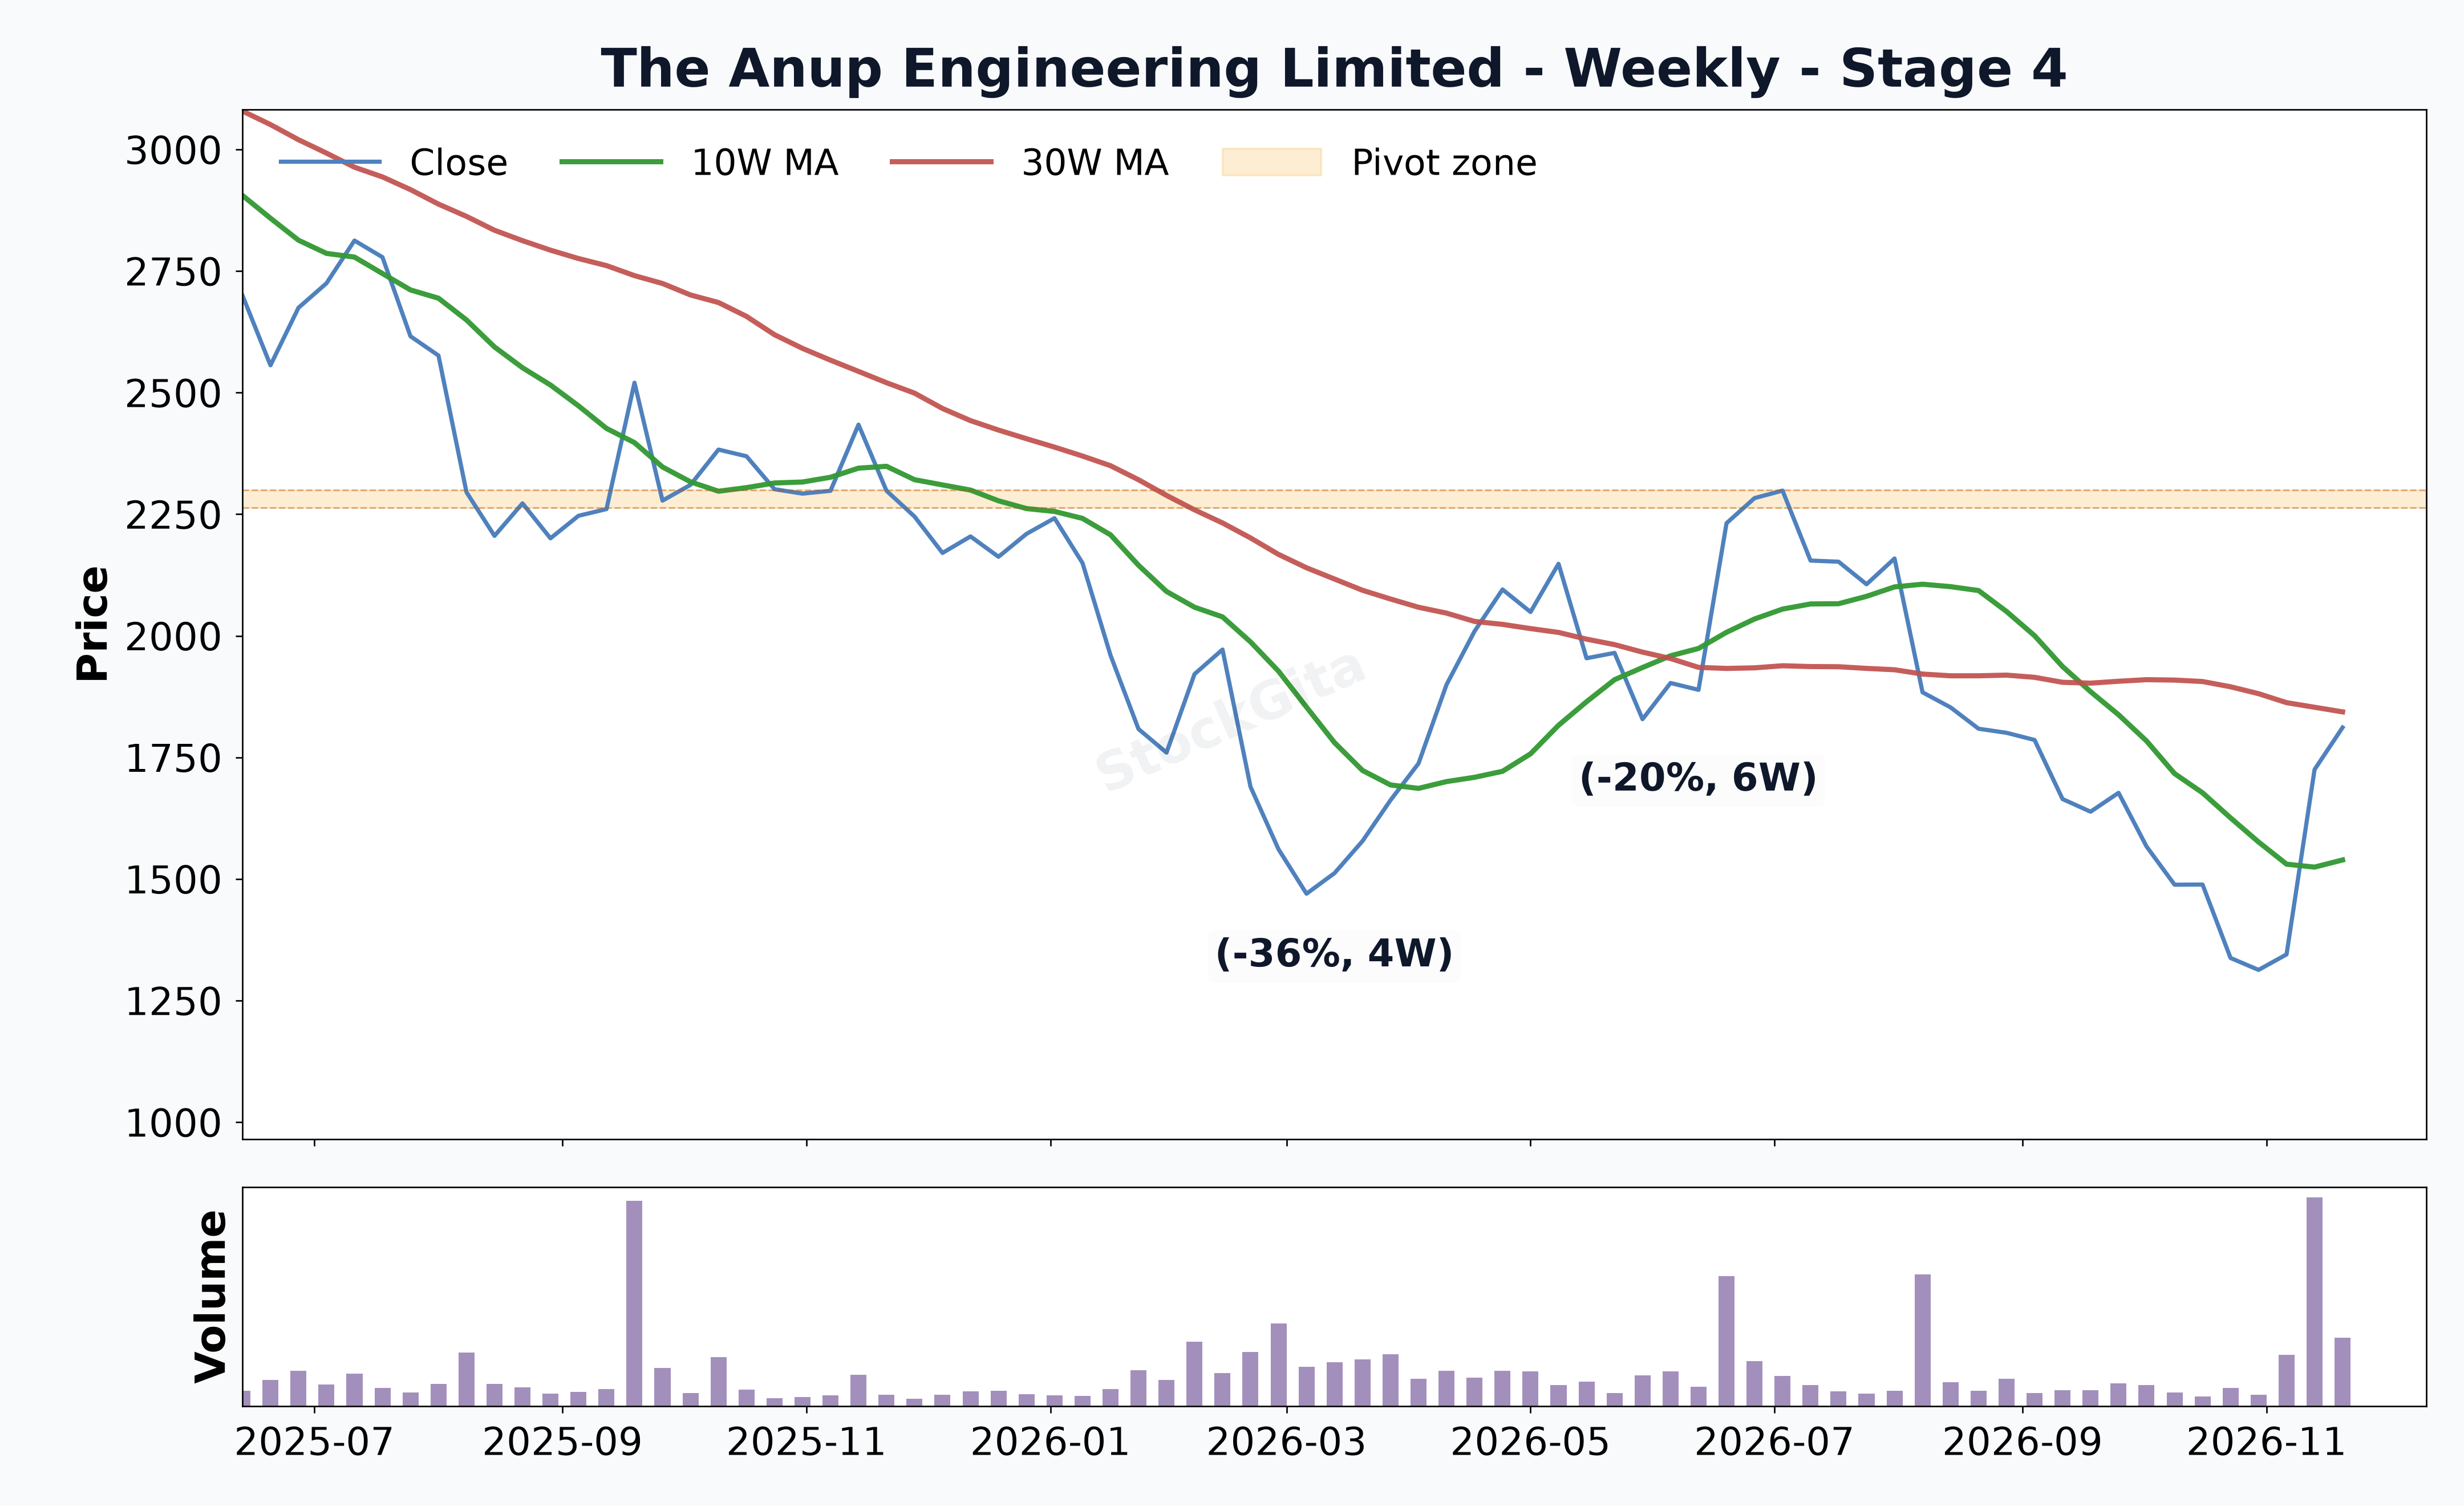 The Anup Engineering Limited - Weekly - Stage 4
Close 10W MA 30W MA Pivot zone
3000
2750
2500
2250
2000
1750
1500
1250
1000
Price
StockGita
(-20%, 6W)
(-36%, 4W)
Volume
2025-07 2025-09 2025-11 2026-01 2026-03 2026-05 2026-07 2026-09 2026-11